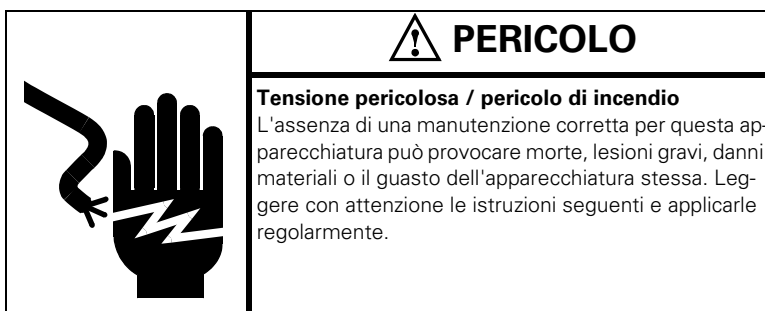 PERICOLO
Tensione pericolosa / pericolo di incendio
L'assenza di una manutenzione corretta per questa ap-
parecchiatura può provocare morte, lesioni gravi, danni
materiali o il guasto dell'apparecchiatura stessa. Leg-
gere con attenzione le istruzioni seguenti e applicarle
regolarmente.